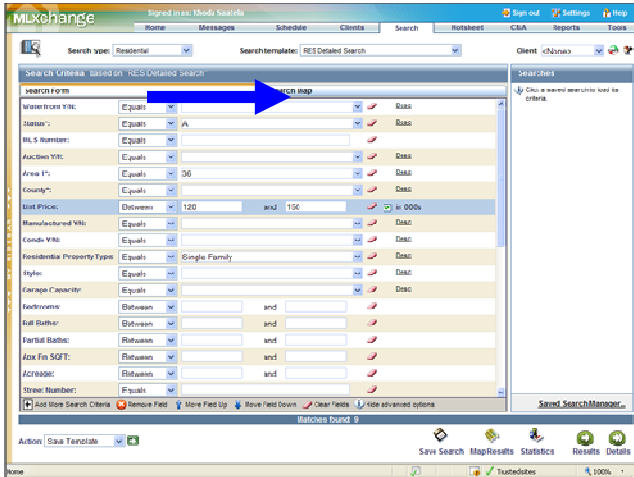 MLXchange
Signed in as: Rhoda Saatela
Sign out Settings Help
Home Messages Schedule Clients Search Hotsheet CMA Reports Tools
Search type: Residential Search template: RES Detailed Search Client <None>
Search Criteria based on "RES Detailed Search" Searches
Search Form Search Map
Click a saved search to load its criteria.
Waterfront Y/N: Equals Desc
Status*: Equals A Desc
MLS Number: Equals
Auction Y/N: Equals Desc
Area 1*: Equals 36 Desc
County*: Equals Desc
List Price: Between 120 and 150 in 000s
Manufactured Y/N: Equals Desc
Condo Y/N: Equals Desc
Residential Property Type Equals Single Family Desc
Style: Equals Desc
Garage Capacity: Equals Desc
Bedrooms: Between and
Full Baths: Between and
Partial Baths: Between and
Apx Fin SQFT: Between and
Acreage: Between and
Street Number: Equals
Add More Search Criteria Remove Field Move Field Up Move Field Down Clear Fields Hide advanced options
Saved Search Manager...
Matches found 9
Action: Save Template
Save Search Map Results Statistics Results Details
Home Trusted sites 100%